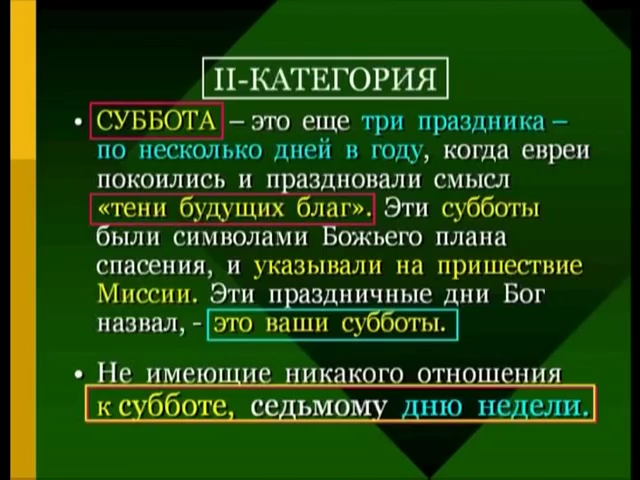 II-КАТЕГОРИЯ
• СУББОТА – это еще три праздника –
по несколько дней в году, когда евреи
покоились и праздновали смысл
«тени будущих благ». Эти субботы
были символами Божьего плана
спасения, и указывали на пришествие
Миссии. Эти праздничные дни Бог
назвал, - это ваши субботы.
• Не имеющие никакого отношения
к субботе, седьмому дню недели.